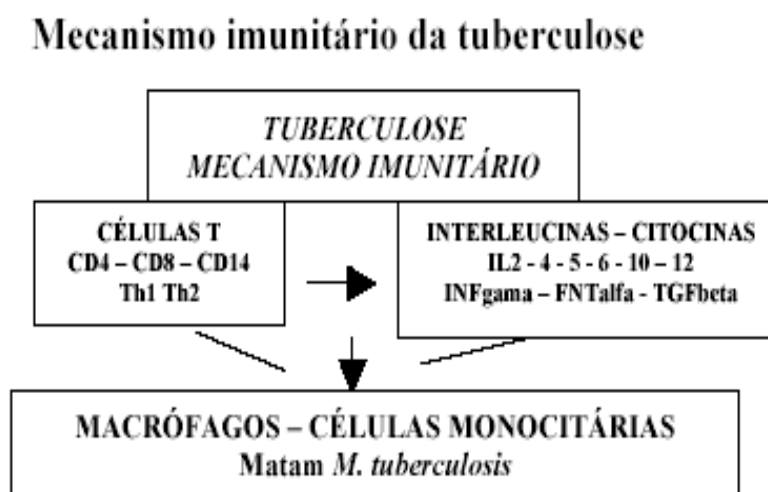 Mecanismo imunitário da tuberculose
TUBERCULOSE
MECANISMO IMUNITÁRIO
CÉLULAS T
CD4 – CD8 – CD14
Th1 Th2
INTERLEUCINAS – CITOCINAS
IL2 - 4 - 5 - 6 - 10 – 12
INFgama – FNTalfa - TGFbeta
MACRÓFAGOS – CÉLULAS MONOCITÁRIAS
Matam M. tuberculosis